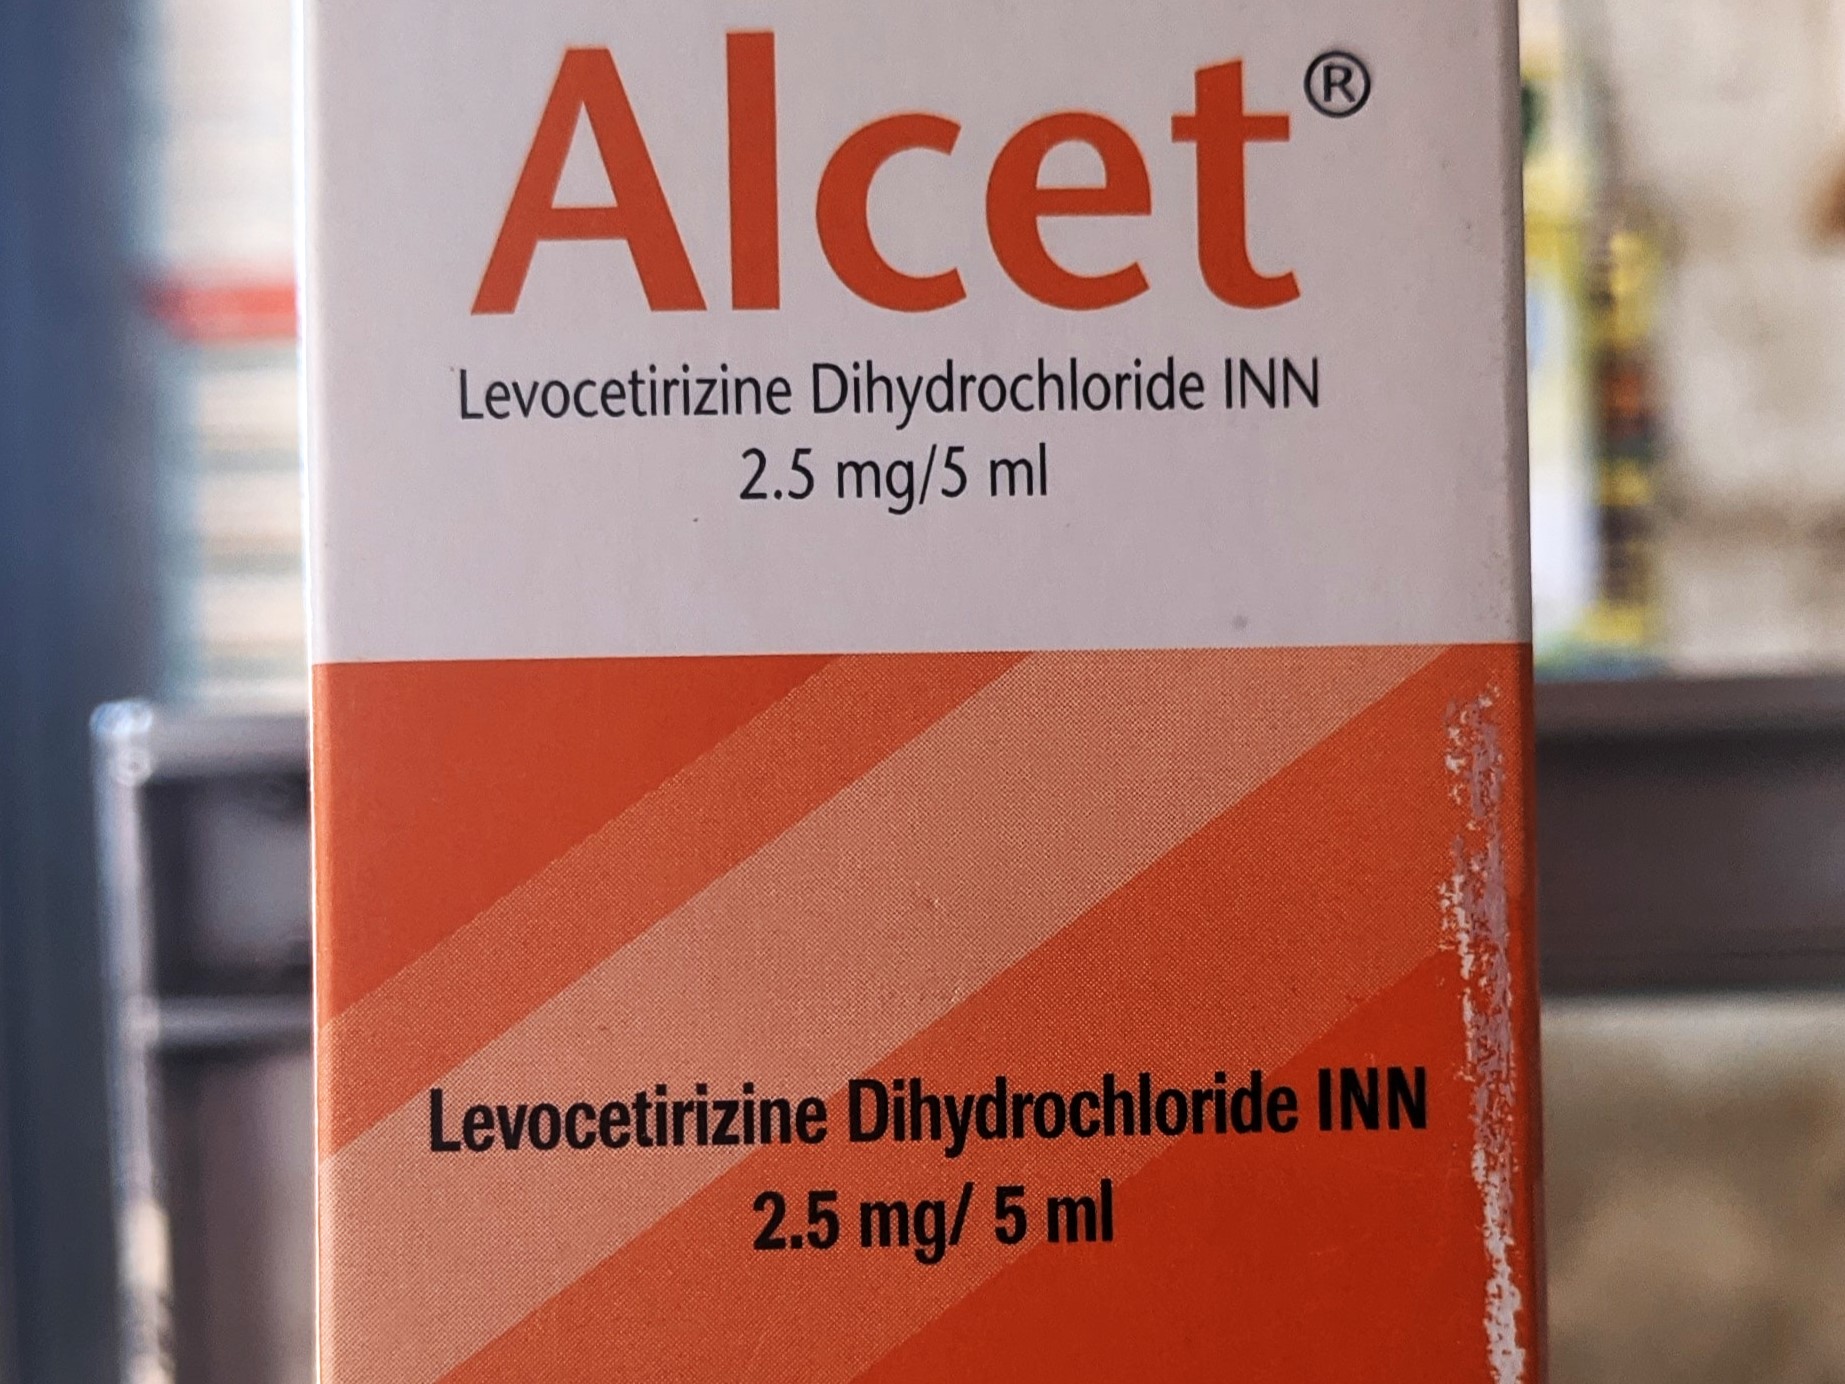 Alcet®
Levocetirizine Dihydrochloride INN
2.5 mg/5 ml
Levocetirizine Dihydrochloride INN
2.5 mg/ 5 ml